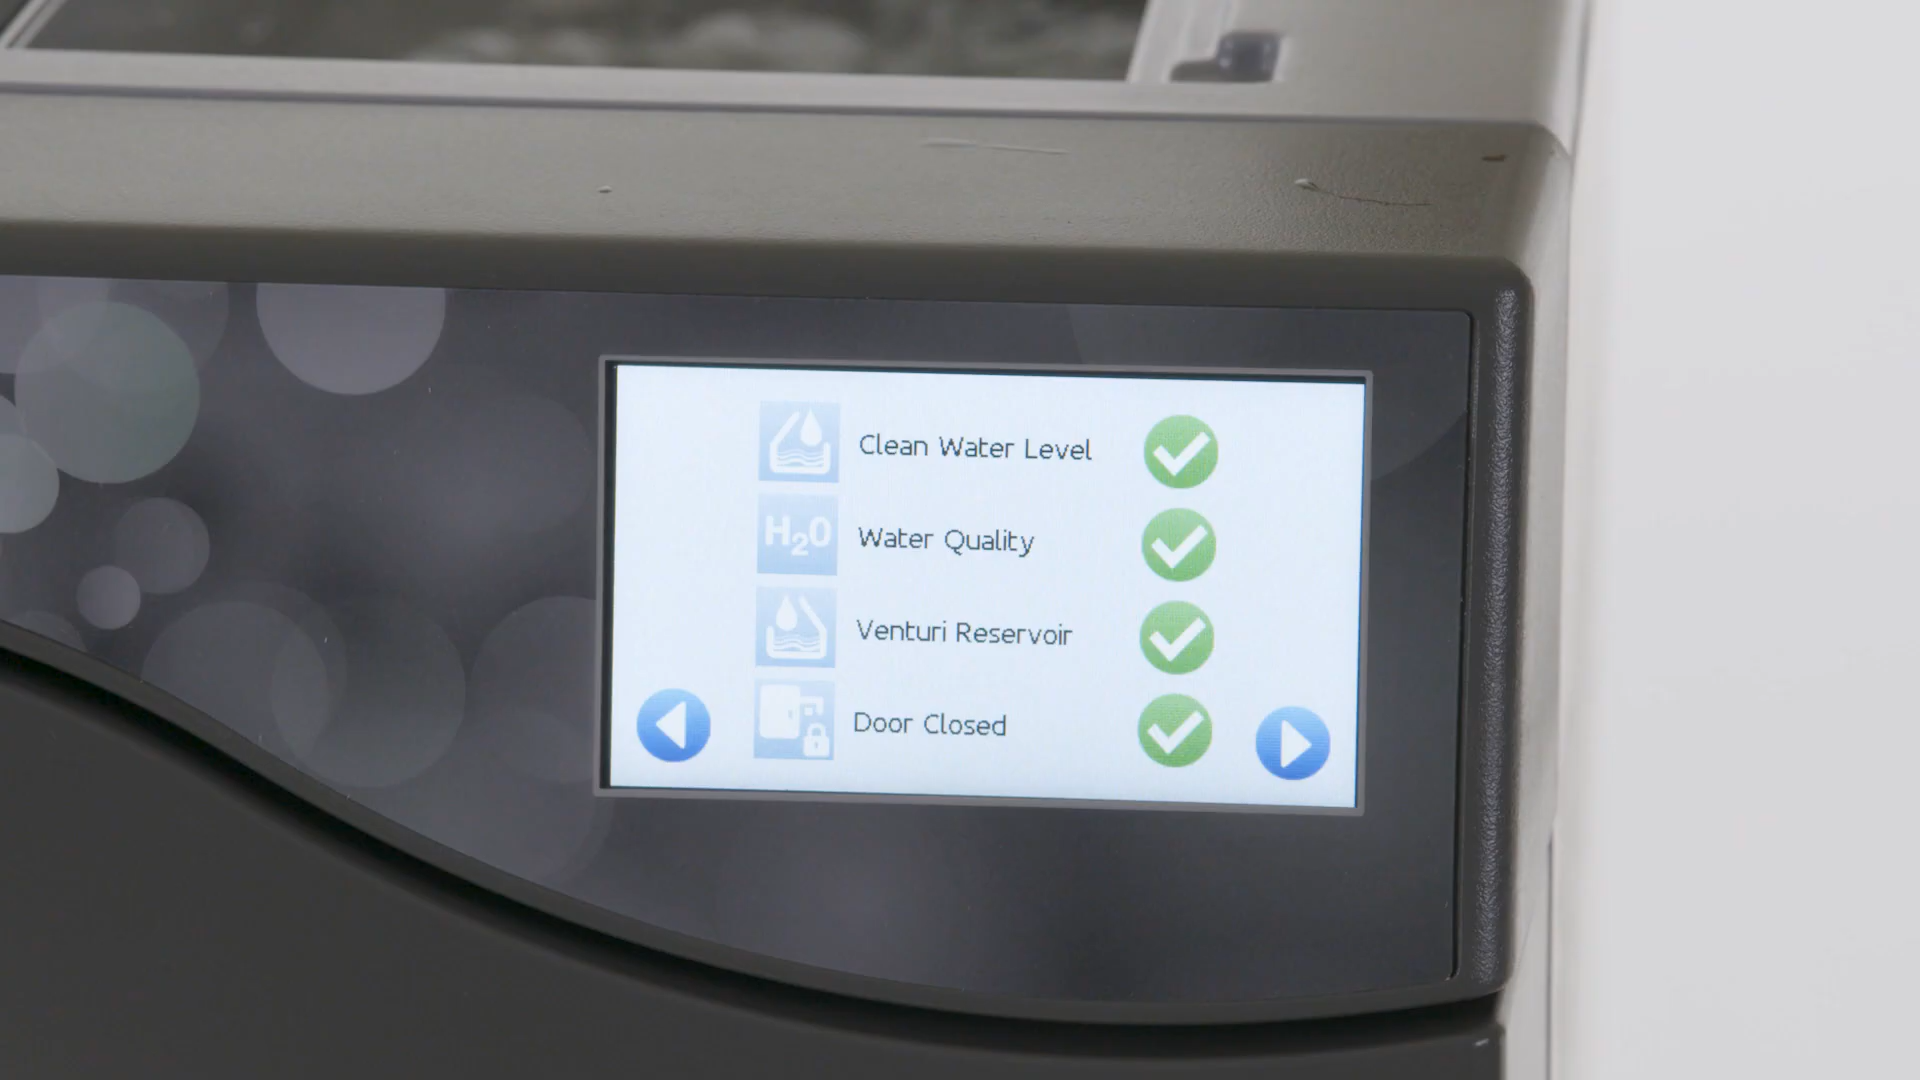 Clean Water Level
H₂O
Water Quality
Venturi Reservoir
Door Closed